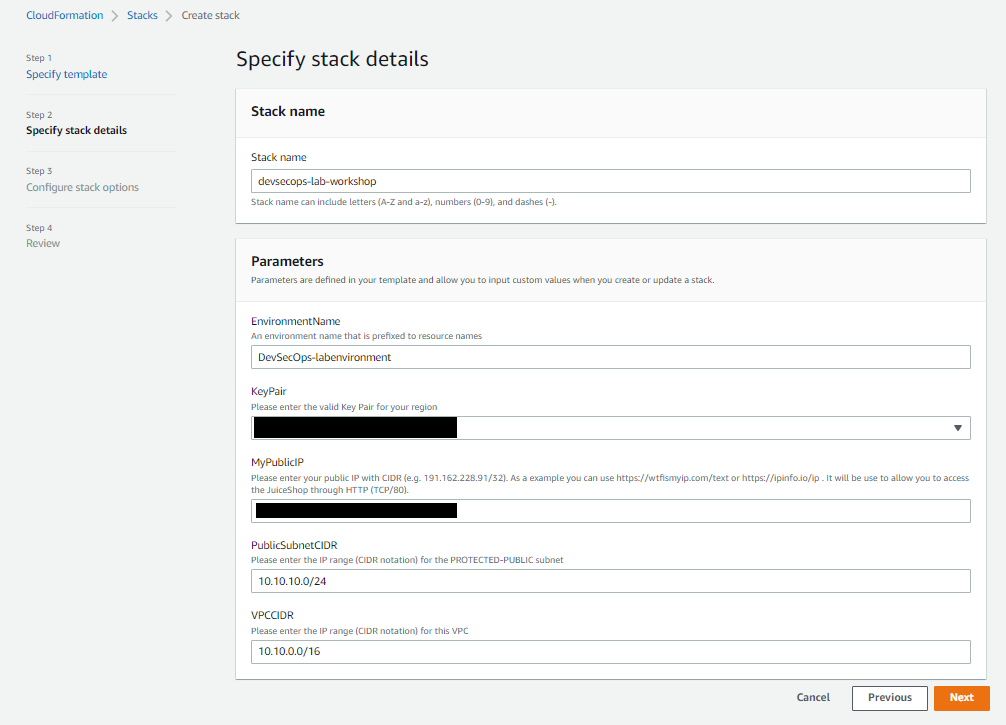 CloudFormation > Stacks > Create stack
Step 1
Specify template
Step 2
Specify stack details
Step 3
Configure stack options
Step 4
Review
Specify stack details
Stack name
Stack name
devsecops-lab-workshop
Stack name can include letters (A-Z and a-z), numbers (0-9), and dashes (-).
Parameters
Parameters are defined in your template and allow you to input custom values when you create or update a stack.
EnvironmentName
An environment name that is prefixed to resource names
DevSecOps-labenvironment
KeyPair
Please enter the valid Key Pair for your region
MyPublicIP
Please enter your public IP with CIDR (e.g. 191.162.228.91/32). As a example you can use https://wtfismyip.com/text or https://ipinfo.io/ip . It will be use to allow you to access
the JuiceShop through HTTP (TCP/80).
PublicSubnetCIDR
Please enter the IP range (CIDR notation) for the PROTECTED-PUBLIC subnet
10.10.10.0/24
VPCCIDR
Please enter the IP range (CIDR notation) for this VPC
10.10.0.0/16
Cancel Previous Next